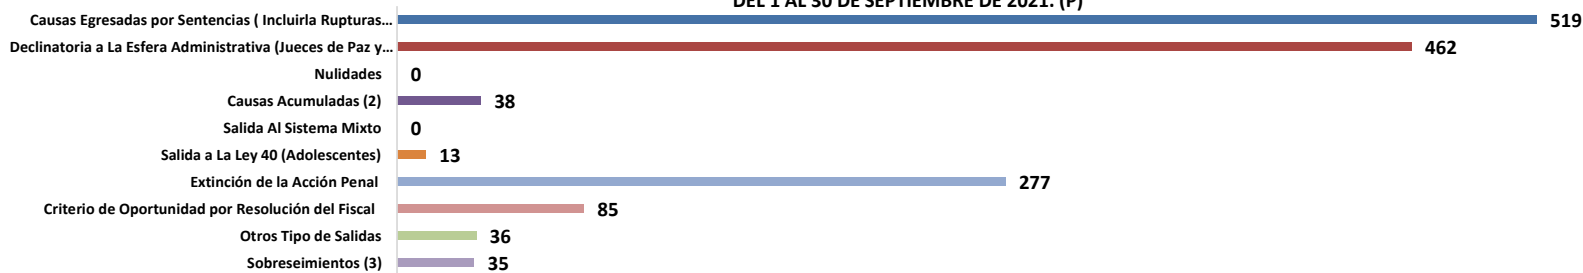 DEL 1 AL 30 DE SEPTIEMBRE DE 2021. (P)
Causas Egresadas por Sentencias ( Incluirla Rupturas... 519
Declinatoria a La Esfera Administrativa (Jueces de Paz y... 462
Nulidades 0
Causas Acumuladas (2) 38
Salida Al Sistema Mixto 0
Salida a La Ley 40 (Adolescentes) 13
Extinción de la Acción Penal 277
Criterio de Oportunidad por Resolución del Fiscal 85
Otros Tipo de Salidas 36
Sobreseimientos (3) 35